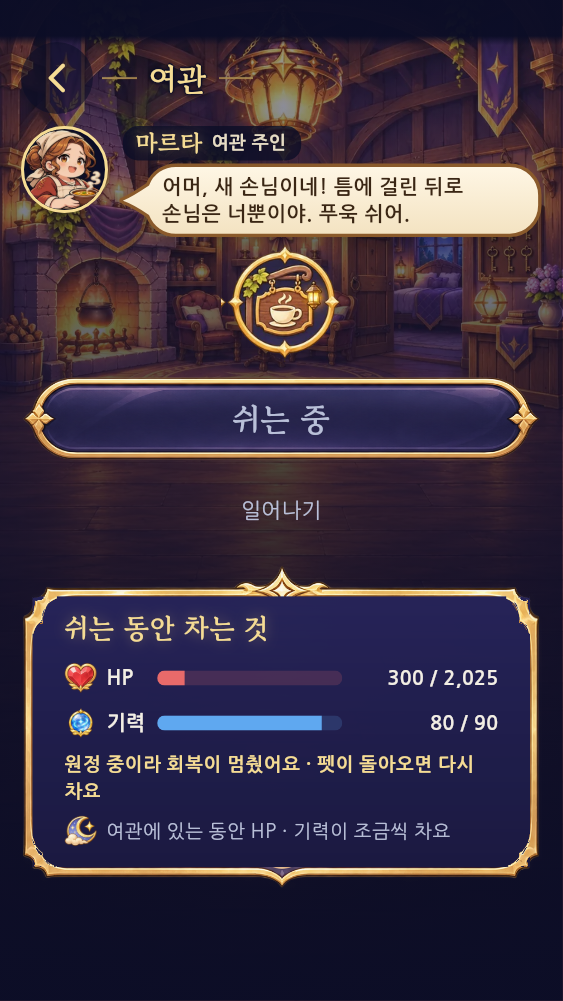 여관
마르타 여관 주인
어머, 새 손님이네! 틈에 걸린 뒤로
손님은 너뿐이야. 푸욱 쉬어.
쉬는 중
일어나기
쉬는 동안 차는 것
HP 300 / 2,025
기력 80 / 90
원정 중이라 회복이 멈췄어요 · 펫이 돌아오면 다시
차요
여관에 있는 동안 HP · 기력이 조금씩 차요